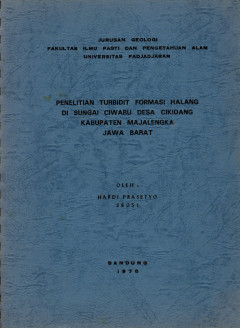 JURUSAN GEOLOGI
FAKULTAS ILMU PASTI DAN PENGETAHUAN ALAM
UNIVERSITAS PADJADJARAN
PENELITIAN TURBIDIT FORMASI HALANG
DI SUNGAI CIWARU DESA CIKIDANG
KABUPATEN MAJALENGKA
JAWA BARAT
OLEH :
HARDI PRASETYO
BANDUNG